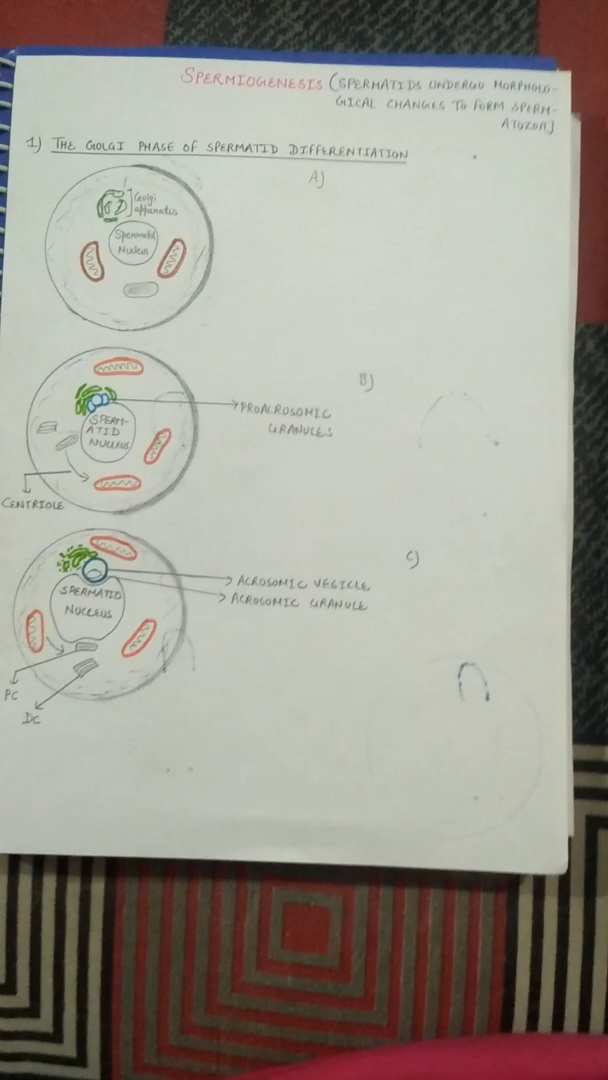 SPERMIOGENESIS (SPERMATIDS UNDERGO MORPHOLO-
GICAL CHANGES TO FORM SPERM-
ATOZOA)
1) THE GOLGI PHASE OF SPERMATID DIFFERENTIATION
A)
Golgi
apparatus
Spermatid
Nucleus
B)
PROACROSOMIC
GRANULES
SPERM-
ATID
NUCLEUS
CENTRIOLE
C)
ACROSOMIC VESICLE
ACROSOMIC GRANULE
SPERMATID
NUCLEUS
PC
DC